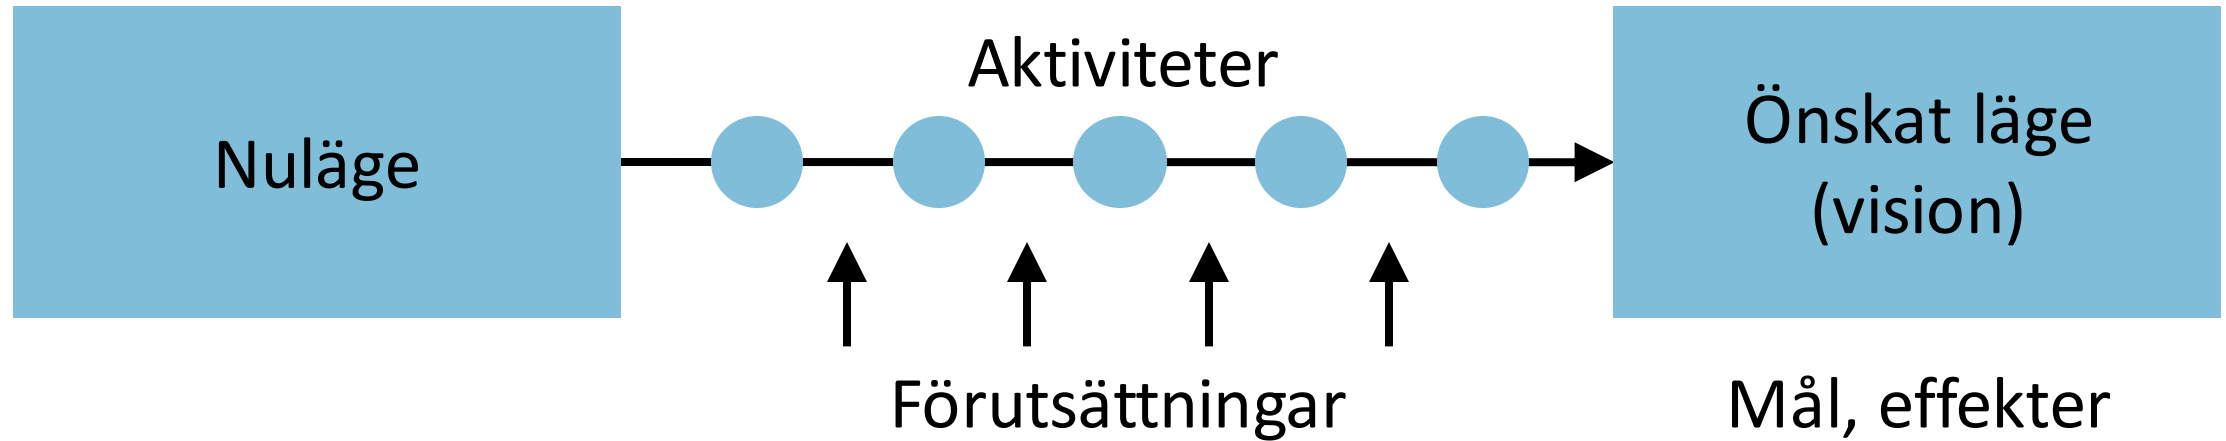 Nuläge
Aktiviteter
Förutsättningar
Önskat läge
(vision)
Mål, effekter